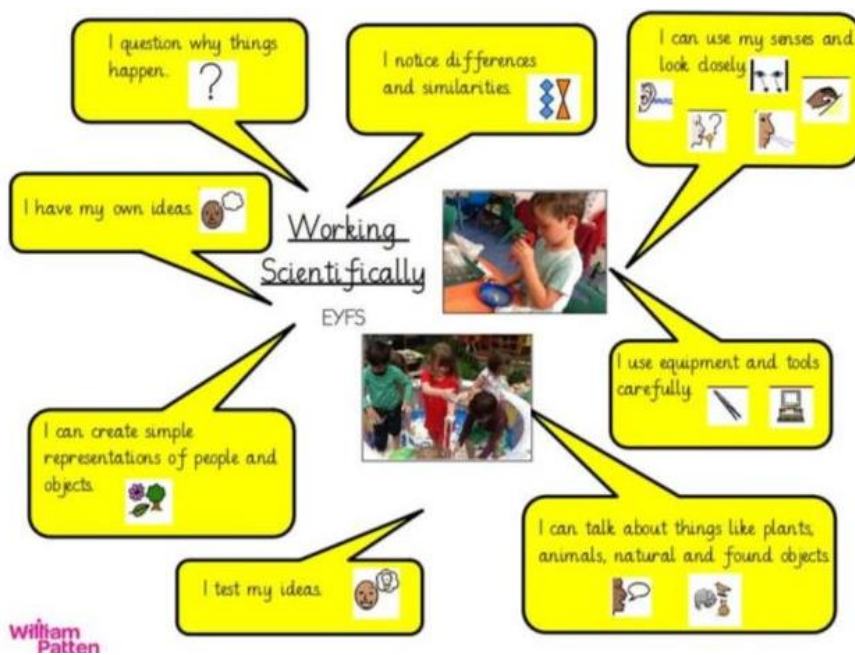 I question why things
happen.
?
I notice differences
and similarities.
I can use my senses and
look closely
I have my own ideas.
Working
Scientifically
EYFS
I use equipment and tools
carefully.
I can create simple
representations of people and
objects.
I can talk about things like plants,
animals, natural and found objects
I test my ideas.
William
Patten